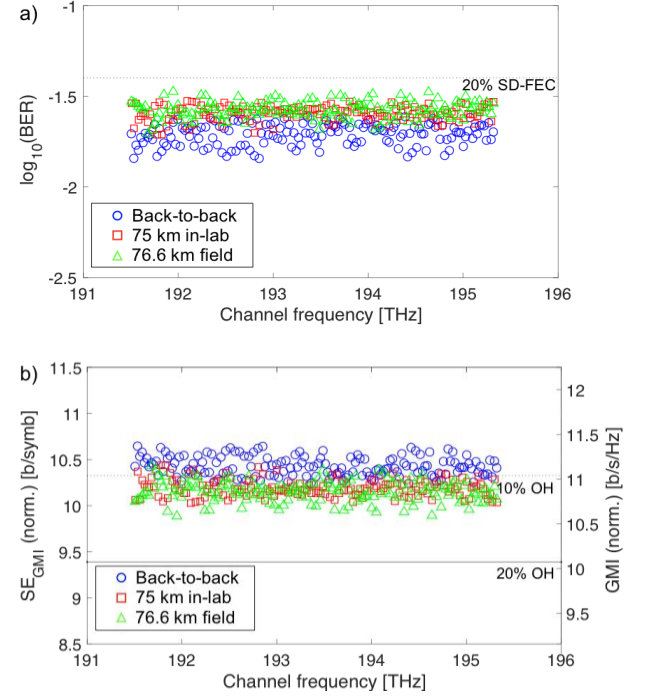 a)
-1
-1.5
-2
-2.5
log10(BER)
20% SD-FEC
Back-to-back
75 km in-lab
76.6 km field
191
192
193
194
195
196
Channel frequency [THz]
b)
11.5
11
10.5
10
9.5
9
8.5
SEGMI (norm.) [b/symb]
12
11.5
11
10.5
10
9.5
GMI (norm.) [b/s/Hz]
10% OH
20% OH
Back-to-back
75 km in-lab
76.6 km field
191
192
193
194
195
196
Channel frequency [THz]